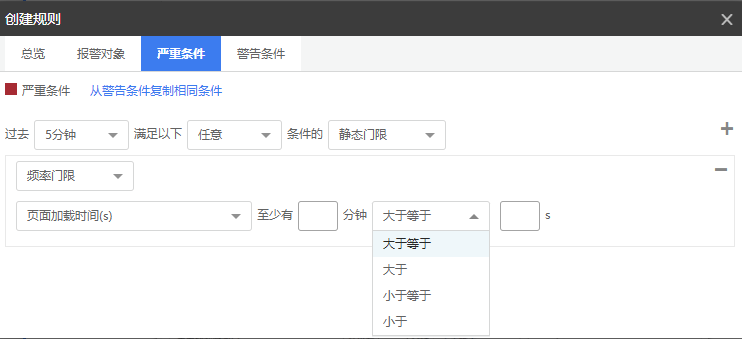 创建规则
总览 报警对象 严重条件 警告条件
严重条件 从警告条件复制相同条件
过去 5分钟 满足以下 任意 条件的 静态门限
频率门限
页面加载时间(s) 至少有 分钟 大于等于 s
大于等于
大于
小于等于
小于